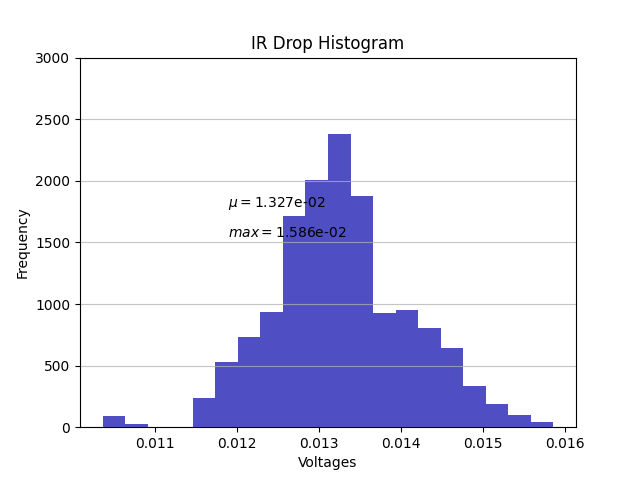 IR Drop Histogram
3000
2500
2000
1500
1000
500
0
Frequency
μ = 1.327e-02
max = 1.586e-02
0.011 0.012 0.013 0.014 0.015 0.016
Voltages